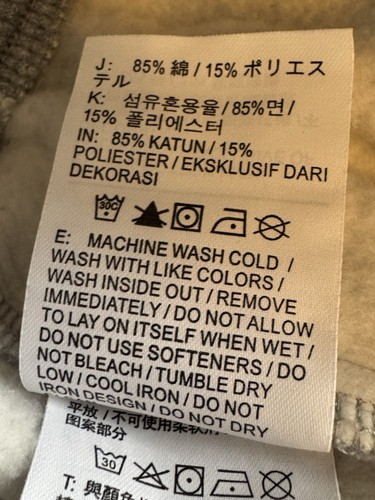 J: 85% 綿 / 15% ポリエス
テル
K: 섬유혼용율 / 85%면 /
15% 폴리에스터
IN: 85% KATUN / 15%
POLIESTER / EKSKLUSIF DARI
DEKORASI
30C
E: MACHINE WASH COLD /
WASH WITH LIKE COLORS /
WASH INSIDE OUT / REMOVE
IMMEDIATELY / DO NOT ALLOW
TO LAY ON ITSELF WHEN WET /
DO NOT USE SOFTENERS / DO
NOT BLEACH / TUMBLE DRY
LOW / COOL IRON / DO NOT
IRON DESIGN / DO NOT DRY
平放 / 不可使用柔软剂
图案部分
30
T: 與顏色